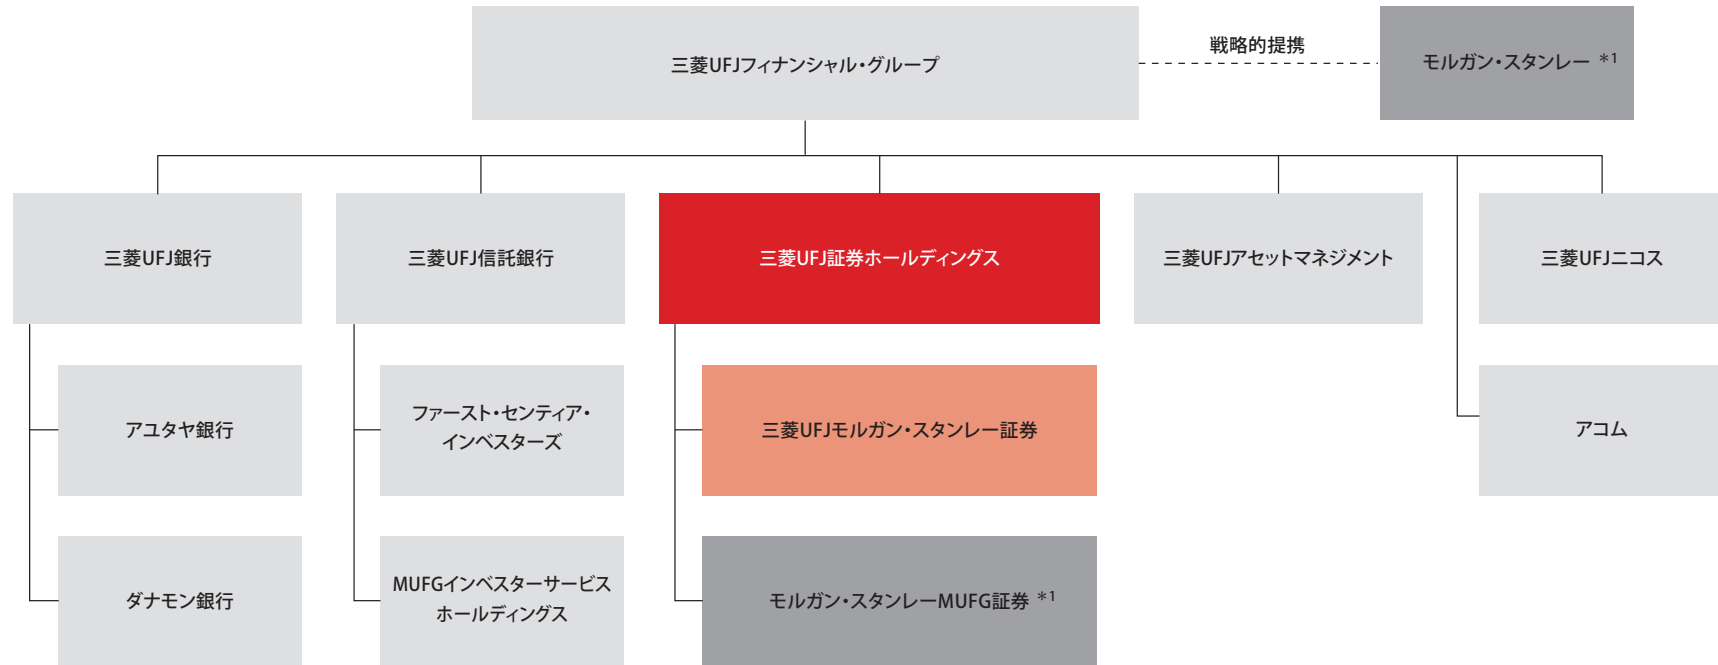 三菱UFJフィナンシャル・グループ
戦略的提携
モルガン・スタンレー *1
三菱UFJ銀行
三菱UFJ信託銀行
三菱UFJ証券ホールディングス
三菱UFJアセットマネジメント
三菱UFJニコス
アユタヤ銀行
ファースト・センティア・
インベスターズ
三菱UFJモルガン・スタンレー証券
アコム
ダナモン銀行
MUFGインベスターサービス
ホールディングス
モルガン・スタンレーMUFG証券 *1